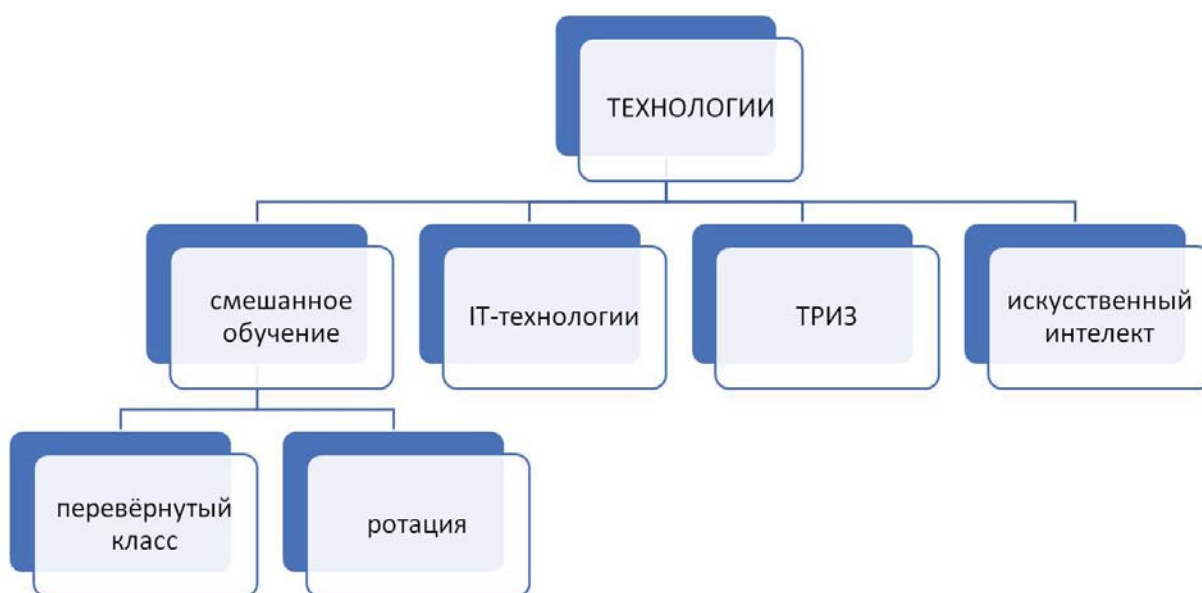 ТЕХНОЛОГИИ
смешанное
обучение
IT-технологии
ТРИЗ
искусственный
интелект
перевёрнутый
класс
ротация